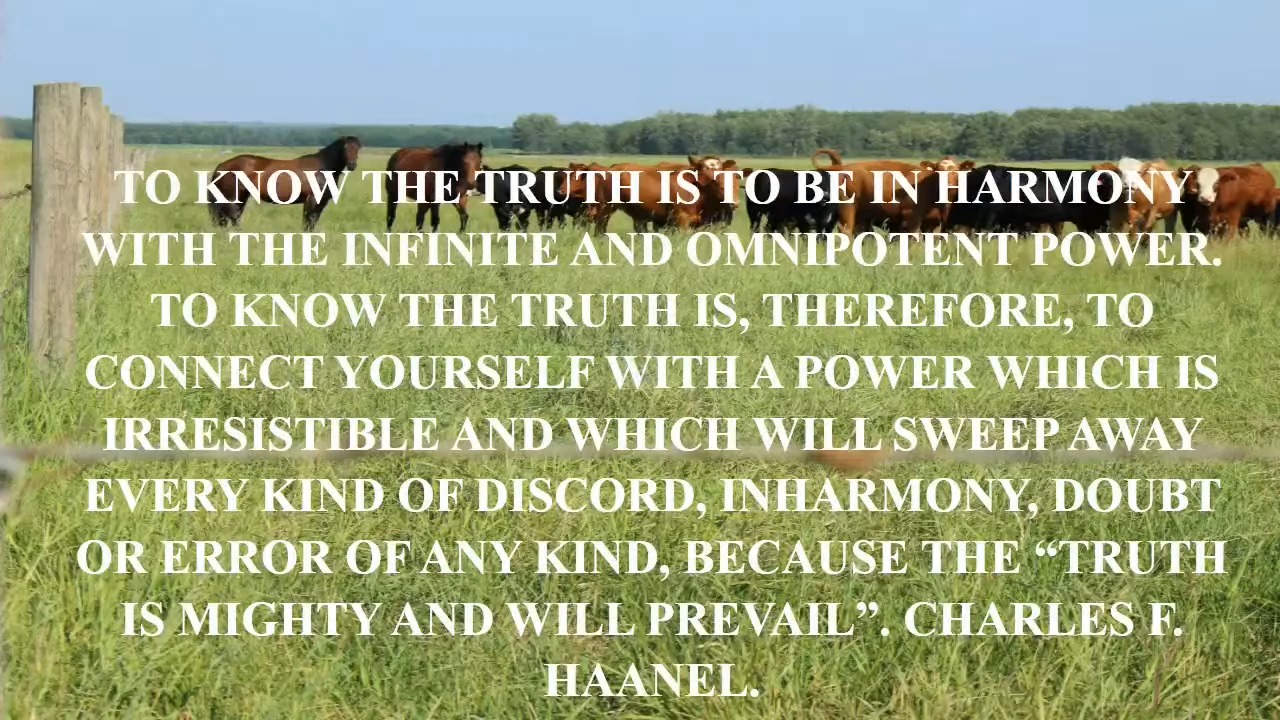 TO KNOW THE TRUTH IS TO BE IN HARMONY
WITH THE INFINITE AND OMNIPOTENT POWER.
TO KNOW THE TRUTH IS, THEREFORE, TO
CONNECT YOURSELF WITH A POWER WHICH IS
IRRESISTIBLE AND WHICH WILL SWEEP AWAY
EVERY KIND OF DISCORD, INHARMONY, DOUBT
OR ERROR OF ANY KIND, BECAUSE THE “TRUTH
IS MIGHTY AND WILL PREVAIL”. CHARLES F.
HAANEL.